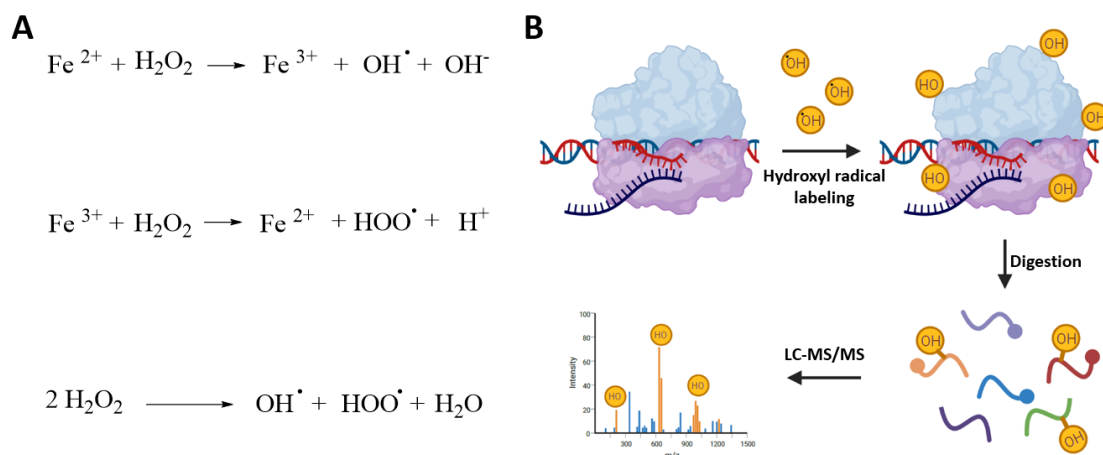 A
Fe 2+ + H₂O₂ → Fe 3+ + OH• + OH-
Fe 3+ + H₂O₂ → Fe 2+ + HOO• + H+
2 H₂O₂ → OH• + HOO• + H₂O
B
•OH
•OH
•OH
Hydroxyl radical
labeling
OH
HO
OH
HO
OH
Digestion
OH
OH
OH
LC-MS/MS
HO
HO
HO
Intensity
100
80
60
40
20
0
300 600 900 1200 1500